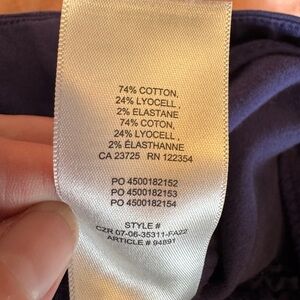 74% COTTON,
24% LYOCELL,
2% ELASTANE
74% COTON,
24% LYOCELL,
2% ÉLASTHANNE
CA 23725 RN 122354
PO 4500182152
PO 4500182153
PO 4500182154
STYLE #
CZR 07-06-35311-FA22
ARTICLE # 94891